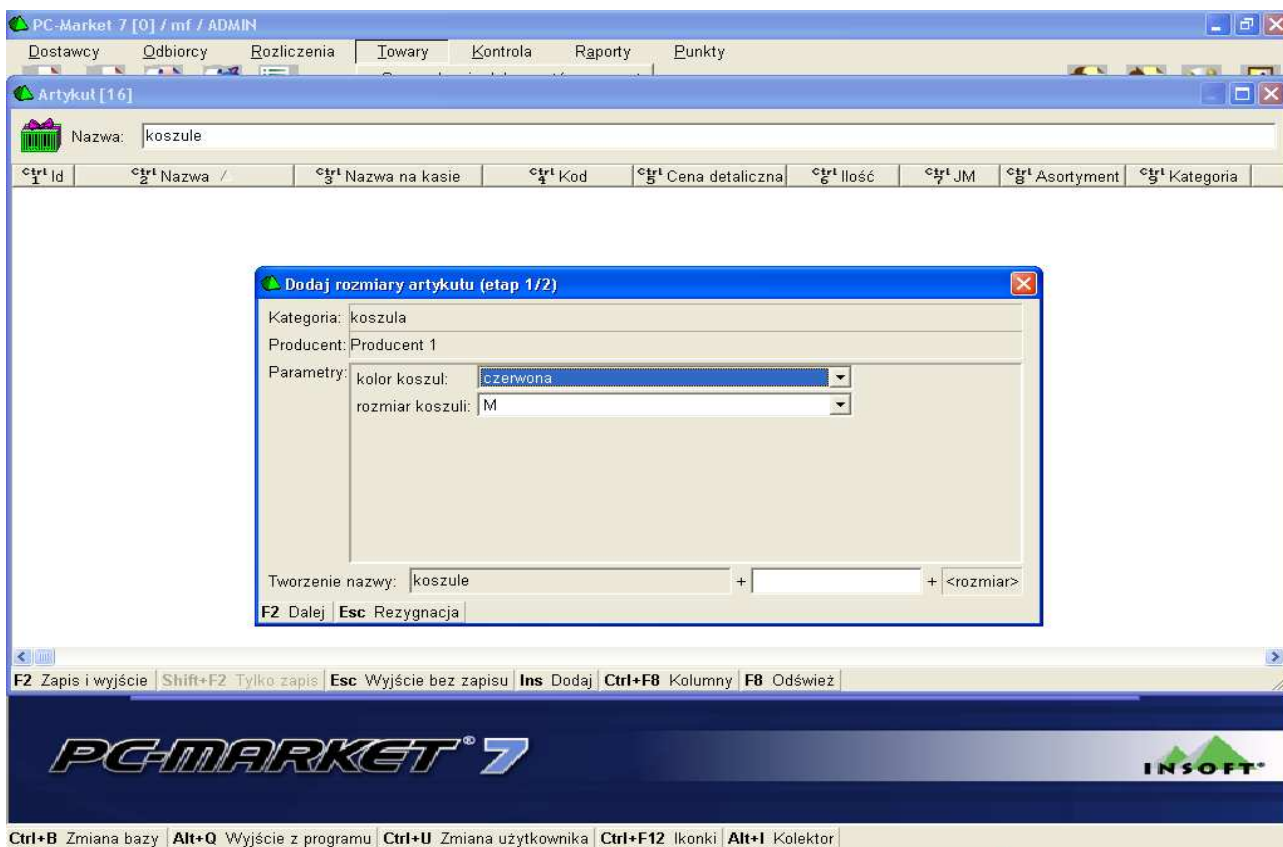 PC-Market 7 [0] / mf / ADMIN
Dostawcy Odbiorcy Rozliczenia Towary Kontrola Raporty Punkty
Artykuł [16]
Nazwa: koszule
Ctrl 1 Id Ctrl 2 Nazwa / Ctrl 3 Nazwa na kasie Ctrl 4 Kod Ctrl 5 Cena detaliczna Ctrl 6 Ilość Ctrl 7 JM Ctrl 8 Asortyment Ctrl 9 Kategoria
Dodaj rozmiary artykułu (etap 1/2)
Kategoria: koszula
Producent: Producent 1
Parametry: kolor koszul: czerwona
rozmiar koszuli: M
Tworzenie nazwy: koszule + + <rozmiar>
F2 Dalej Esc Rezygnacja
F2 Zapis i wyjście Shift+F2 Tylko zapis Esc Wyjście bez zapisu Ins Dodaj Ctrl+F8 Kolumny F8 Odśwież
PC-MARKET® 7
INSOFT
Ctrl+B Zmiana bazy Alt+Q Wyjście z programu Ctrl+U Zmiana użytkownika Ctrl+F12 Ikonki Alt+I Kolektor